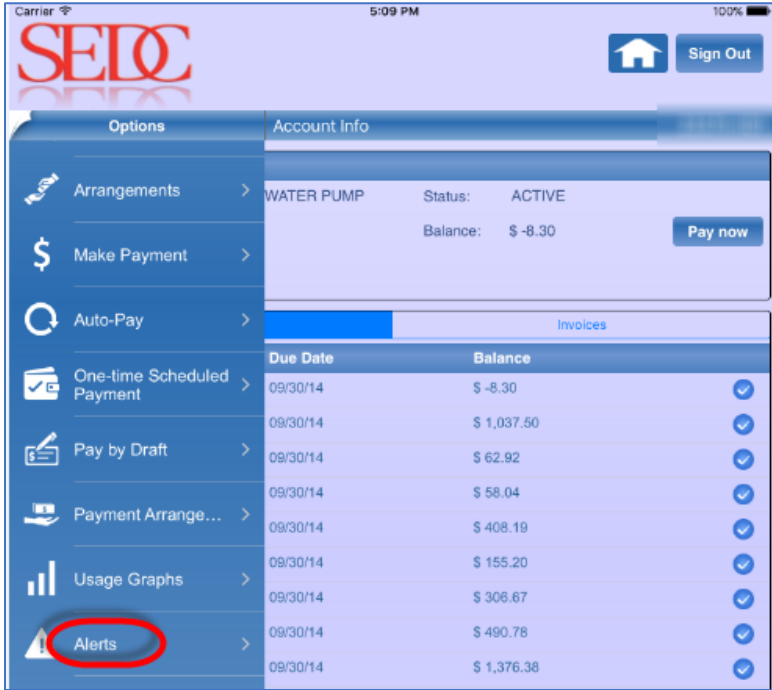 Carrier 5:09 PM 100%
SEDC
Sign Out
Options
Account Info
Arrangements
WATER PUMP Status: ACTIVE
Balance: $ -8.30 Pay now
Make Payment
Auto-Pay
Invoices
Due Date Balance
One-time Scheduled
Payment
09/30/14 $ -8.30
09/30/14 $ 1,037.50
Pay by Draft
09/30/14 $ 62.92
09/30/14 $ 58.04
Payment Arrange...
09/30/14 $ 408.19
09/30/14 $ 155.20
Usage Graphs
09/30/14 $ 306.67
09/30/14 $ 490.78
Alerts
09/30/14 $ 1,376.38